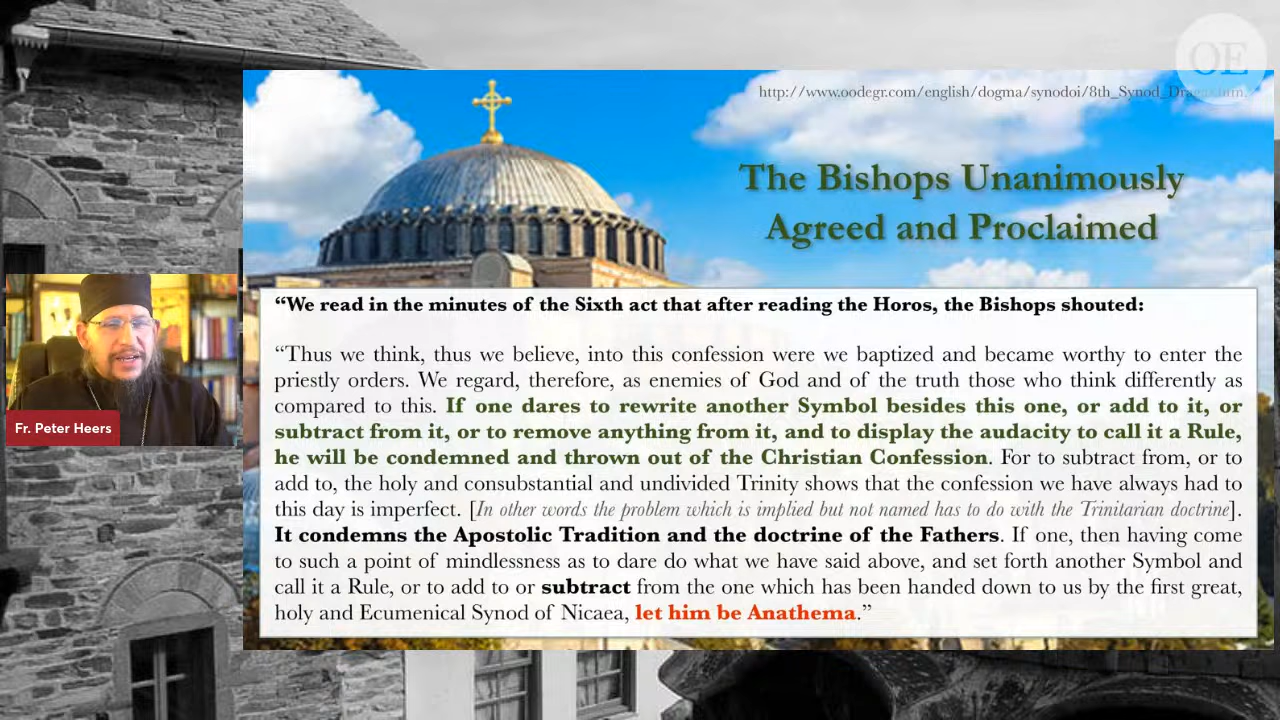 OE
http://www.oodegr.com/english/dogma/synodoi/8th_Synod_Dragas.htm
The Bishops Unanimously
Agreed and Proclaimed
“We read in the minutes of the Sixth act that after reading the Horos, the Bishops shouted:
“Thus we think, thus we believe, into this confession were we baptized and became worthy to enter the
priestly orders. We regard, therefore, as enemies of God and of the truth those who think differently as
compared to this. If one dares to rewrite another Symbol besides this one, or add to it, or
subtract from it, or to remove anything from it, and to display the audacity to call it a Rule,
he will be condemned and thrown out of the Christian Confession. For to subtract from, or to
add to, the holy and consubstantial and undivided Trinity shows that the confession we have always had to
this day is imperfect. [In other words the problem which is implied but not named has to do with the Trinitarian doctrine].
It condemns the Apostolic Tradition and the doctrine of the Fathers. If one, then having come
to such a point of mindlessness as to dare do what we have said above, and set forth another Symbol and
call it a Rule, or to add to or subtract from the one which has been handed down to us by the first great,
holy and Ecumenical Synod of Nicaea, let him be Anathema.”
Fr. Peter Heers